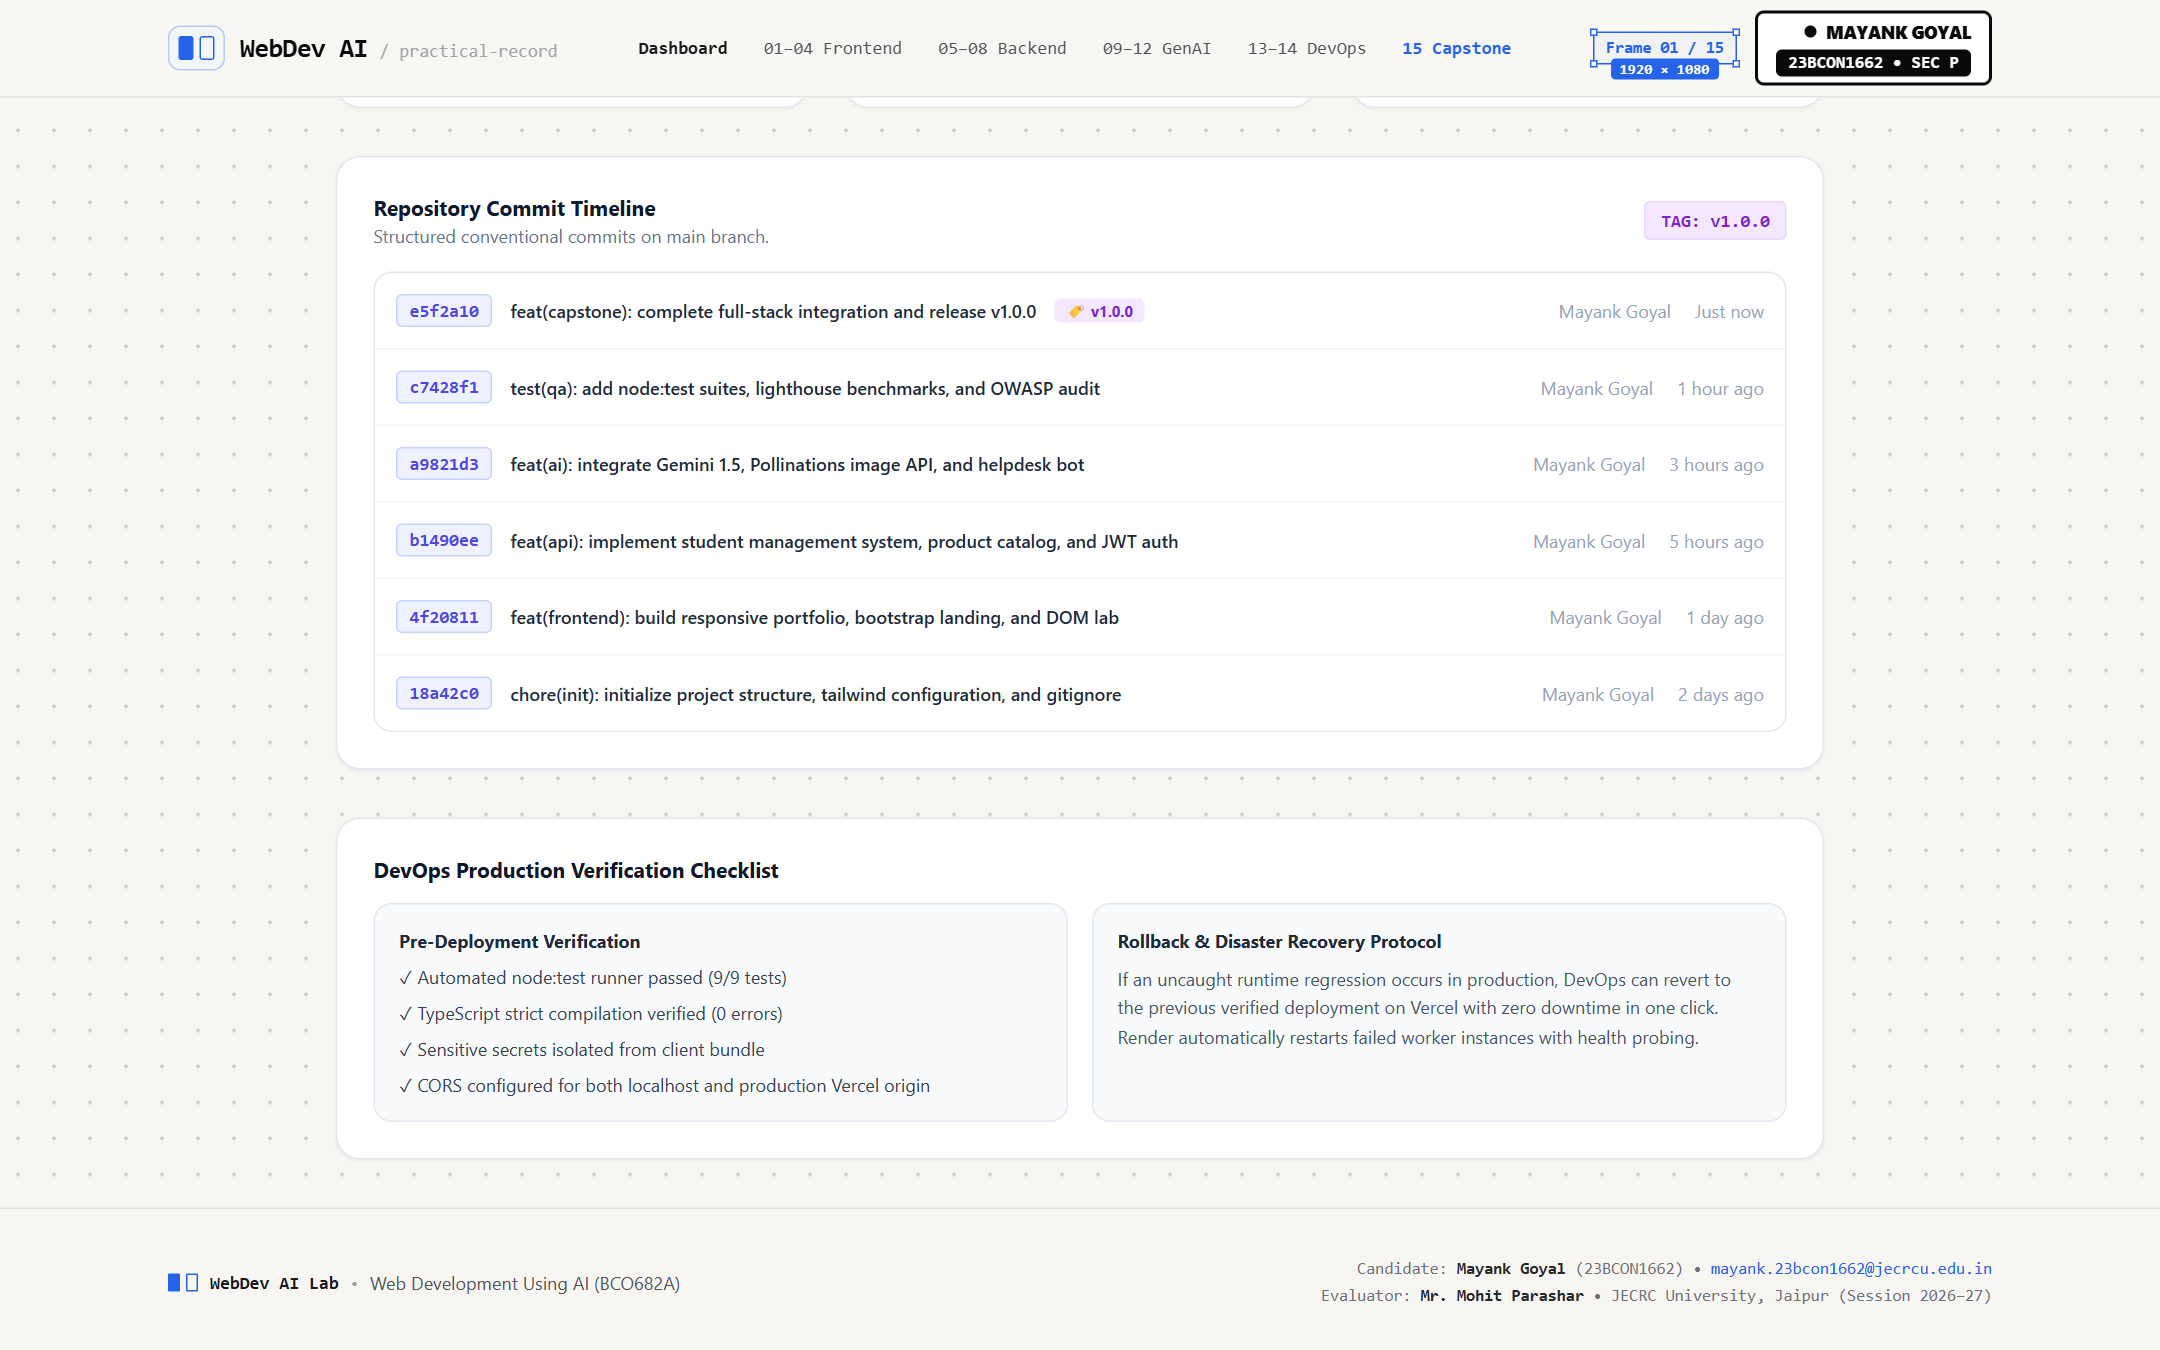 WebDev AI / practical-record
Dashboard
01–04 Frontend
05–08 Backend
09–12 GenAI
13–14 DevOps
15 Capstone
Frame 01 / 15
1920 × 1080
● MAYANK GOYAL
23BCON1662 • SEC P
Repository Commit Timeline
Structured conventional commits on main branch.
TAG: v1.0.0
e5f2a10 feat(capstone): complete full-stack integration and release v1.0.0 v1.0.0 Mayank Goyal Just now
c7428f1 test(qa): add node:test suites, lighthouse benchmarks, and OWASP audit Mayank Goyal 1 hour ago
a9821d3 feat(ai): integrate Gemini 1.5, Pollinations image API, and helpdesk bot Mayank Goyal 3 hours ago
b1490ee feat(api): implement student management system, product catalog, and JWT auth Mayank Goyal 5 hours ago
4f20811 feat(frontend): build responsive portfolio, bootstrap landing, and DOM lab Mayank Goyal 1 day ago
18a42c0 chore(init): initialize project structure, tailwind configuration, and gitignore Mayank Goyal 2 days ago
DevOps Production Verification Checklist
Pre-Deployment Verification
✓ Automated node:test runner passed (9/9 tests)
✓ TypeScript strict compilation verified (0 errors)
✓ Sensitive secrets isolated from client bundle
✓ CORS configured for both localhost and production Vercel origin
Rollback & Disaster Recovery Protocol
If an uncaught runtime regression occurs in production, DevOps can revert to
the previous verified deployment on Vercel with zero downtime in one click.
Render automatically restarts failed worker instances with health probing.
WebDev AI Lab • Web Development Using AI (BCO682A)
Candidate: Mayank Goyal (23BCON1662) • mayank.23bcon1662@jecrcu.edu.in
Evaluator: Mr. Mohit Parashar • JECRC University, Jaipur (Session 2026–27)